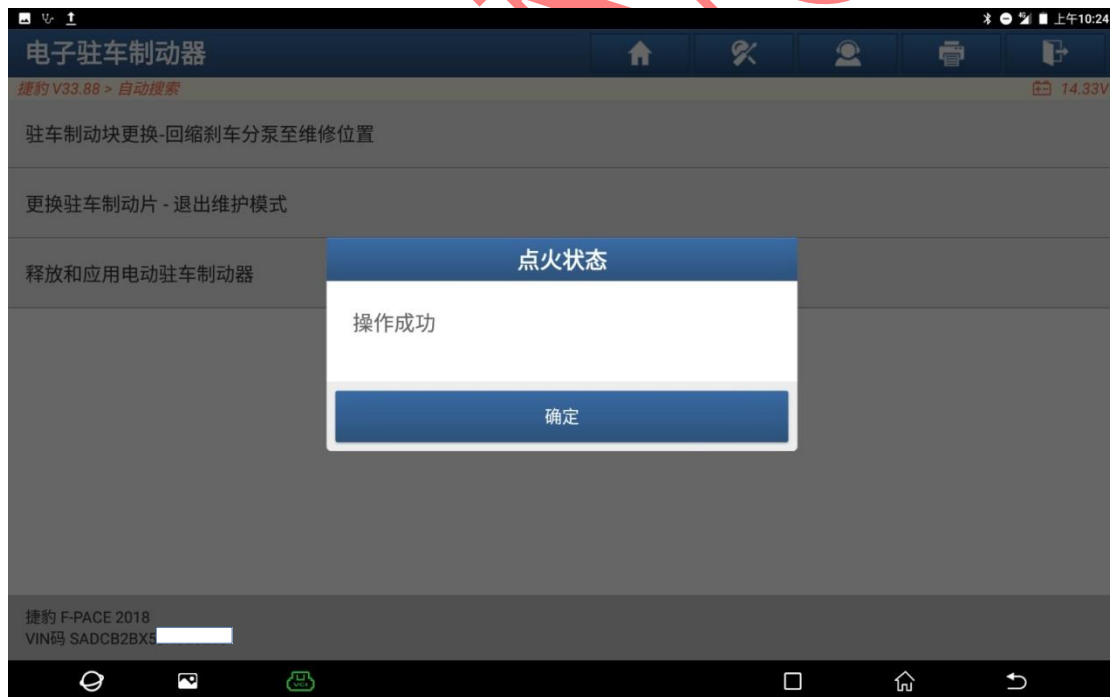 上午10:24
电子驻车制动器
捷豹 V33.88 > 自动搜索
14.33V
驻车制动块更换-回缩刹车分泵至维修位置
更换驻车制动片 - 退出维护模式
释放和应用电动驻车制动器
点火状态
操作成功
确定
捷豹 F-PACE 2018
VIN码 SADCB2BX5
VCI